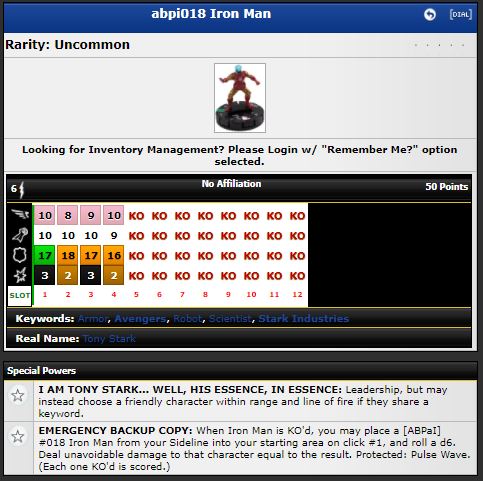 abpi018 Iron Man
[DIAL]
Rarity: Uncommon
Looking for Inventory Management? Please Login w/ "Remember Me?" option
selected.
6 No Affiliation 50 Points
10 8 9 10 KO KO KO KO KO KO KO KO
10 10 10 9 KO KO KO KO KO KO KO KO
17 18 17 16 KO KO KO KO KO KO KO KO
3 2 3 2 KO KO KO KO KO KO KO KO
SLOT 1 2 3 4 5 6 7 8 9 10 11 12
Keywords: Armor, Avengers, Robot, Scientist, Stark Industries
Real Name: Tony Stark
Special Powers
I AM TONY STARK... WELL, HIS ESSENCE, IN ESSENCE: Leadership, but may
instead choose a friendly character within range and line of fire if they share a
keyword.
EMERGENCY BACKUP COPY: When Iron Man is KO'd, you may place a [ABPaI]
#018 Iron Man from your Sideline into your starting area on click #1, and roll a d6.
Deal unavoidable damage to that character equal to the result. Protected: Pulse Wave.
(Each one KO'd is scored.)